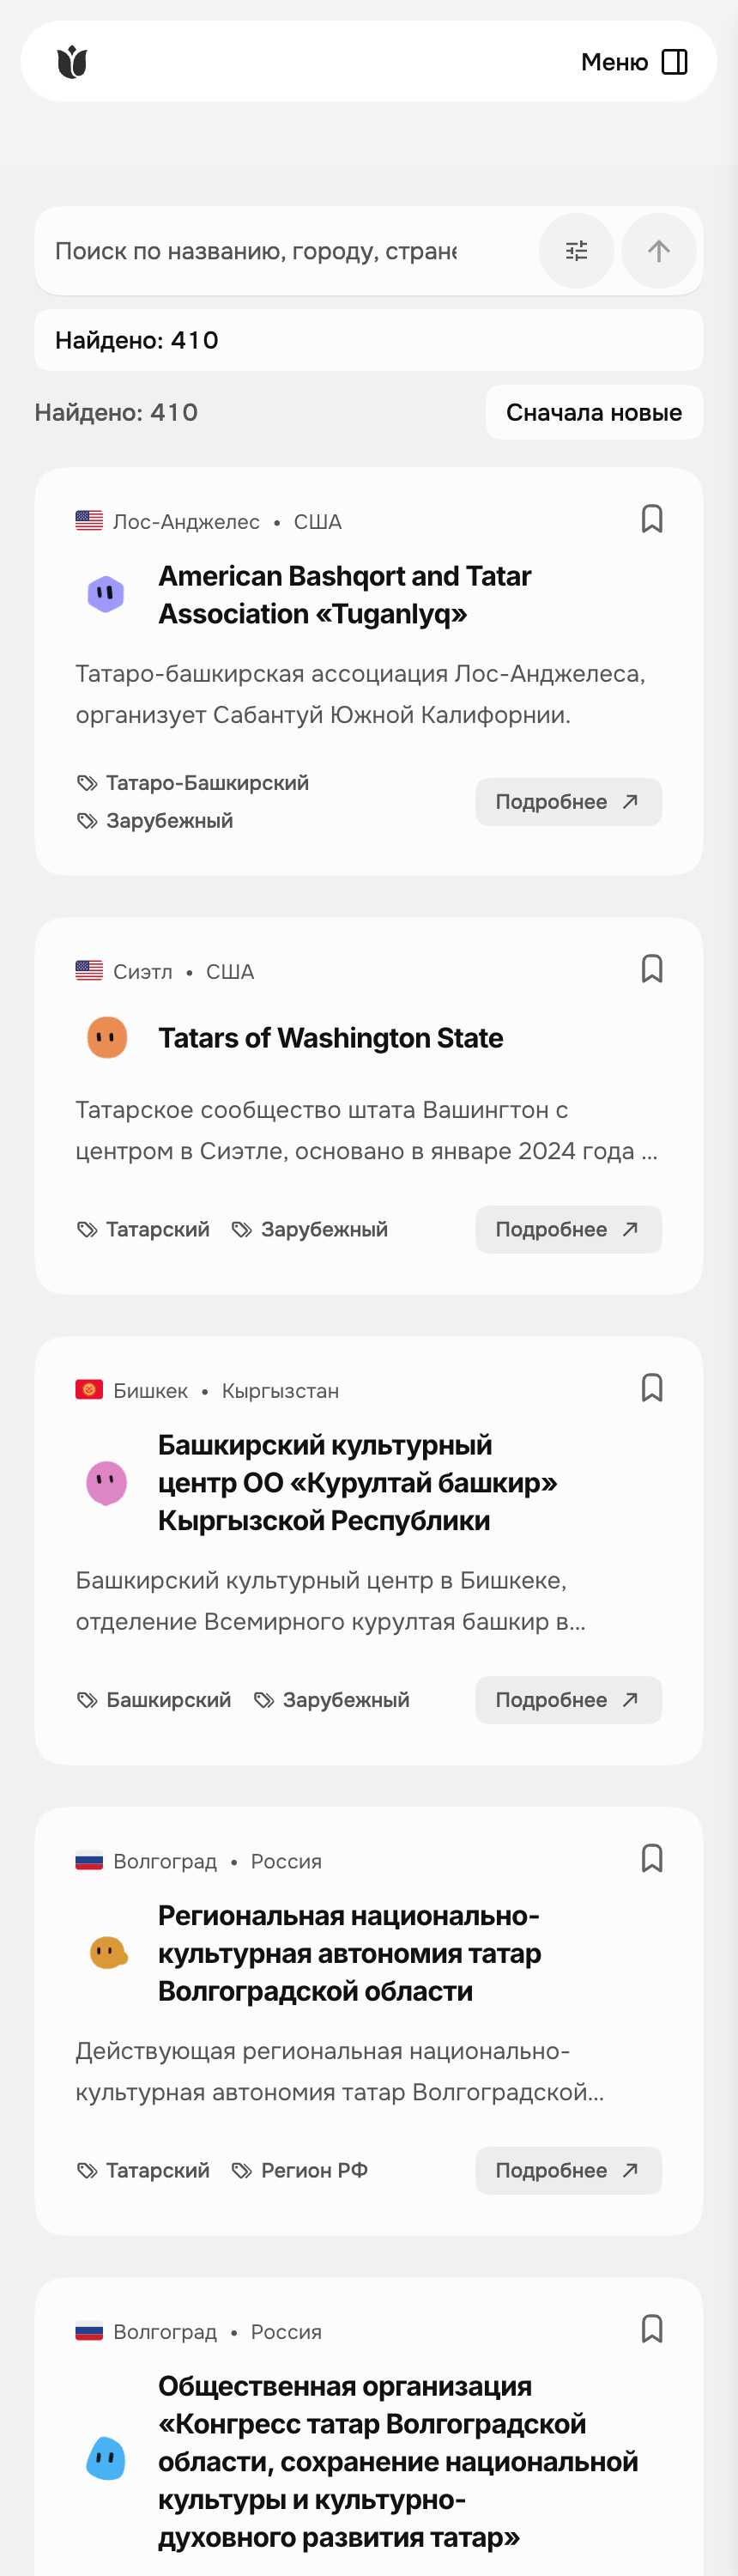 Меню
Поиск по названию, городу, стране
Найдено: 410
Найдено: 410
Сначала новые
Лос-Анджелес • США
American Bashqort and Tatar
Association «Tuganlyq»
Татаро-башкирская ассоциация Лос-Анджелеса,
организует Сабантуй Южной Калифорнии.
Татаро-Башкирский
Зарубежный
Подробнее
Сиэтл • США
Tatars of Washington State
Татарское сообщество штата Вашингтон с
центром в Сиэтле, основано в январе 2024 года ...
Татарский Зарубежный Подробнее
Бишкек • Кыргызстан
Башкирский культурный
центр ОО «Курултай башкир»
Кыргызской Республики
Башкирский культурный центр в Бишкеке,
отделение Всемирного курултая башкир в...
Башкирский Зарубежный Подробнее
Волгоград • Россия
Региональная национально-
культурная автономия татар
Волгоградской области
Действующая региональная национально-
культурная автономия татар Волгоградской...
Татарский Регион РФ Подробнее
Волгоград • Россия
Общественная организация
«Конгресс татар Волгоградской
области, сохранение национальной
культуры и культурно-
духовного развития татар»